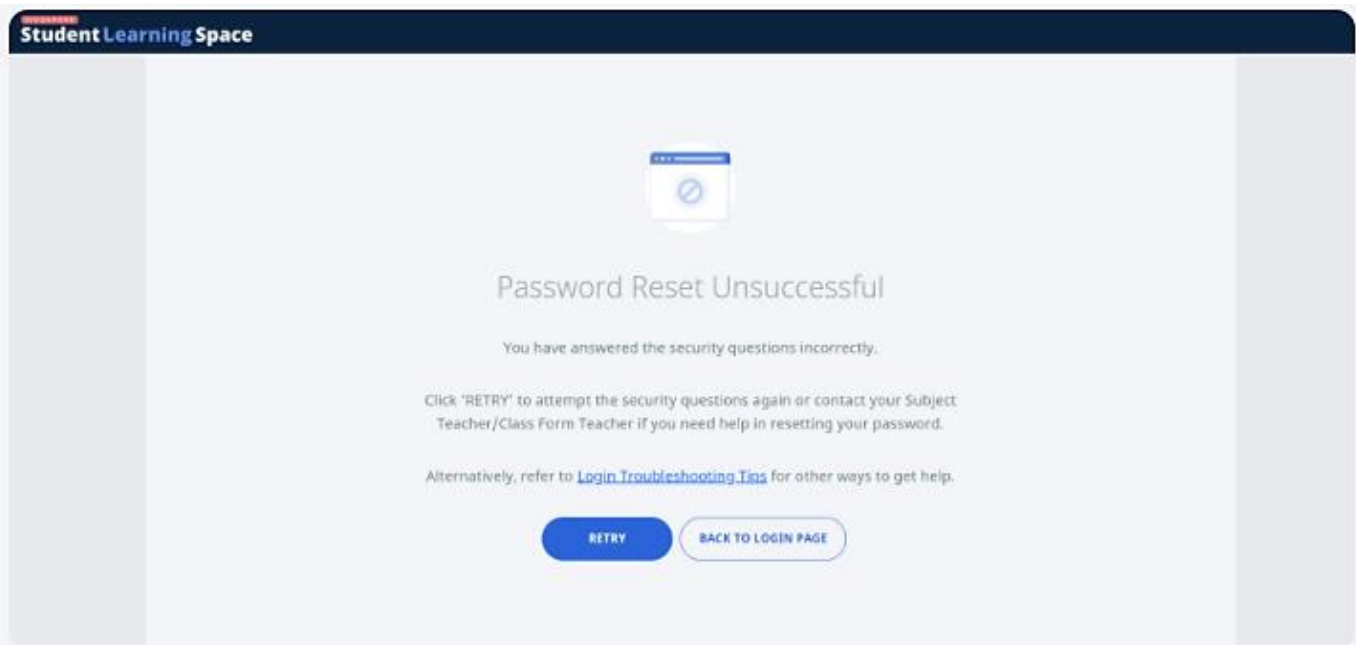 SINGAPORE
Student Learning Space
Password Reset Unsuccessful
You have answered the security questions incorrectly.
Click "RETRY" to attempt the security questions again or contact your Subject
Teacher/Class Form Teacher if you need help in resetting your password.
Alternatively, refer to Login Troubleshooting Tips for other ways to get help.
RETRY
BACK TO LOGIN PAGE